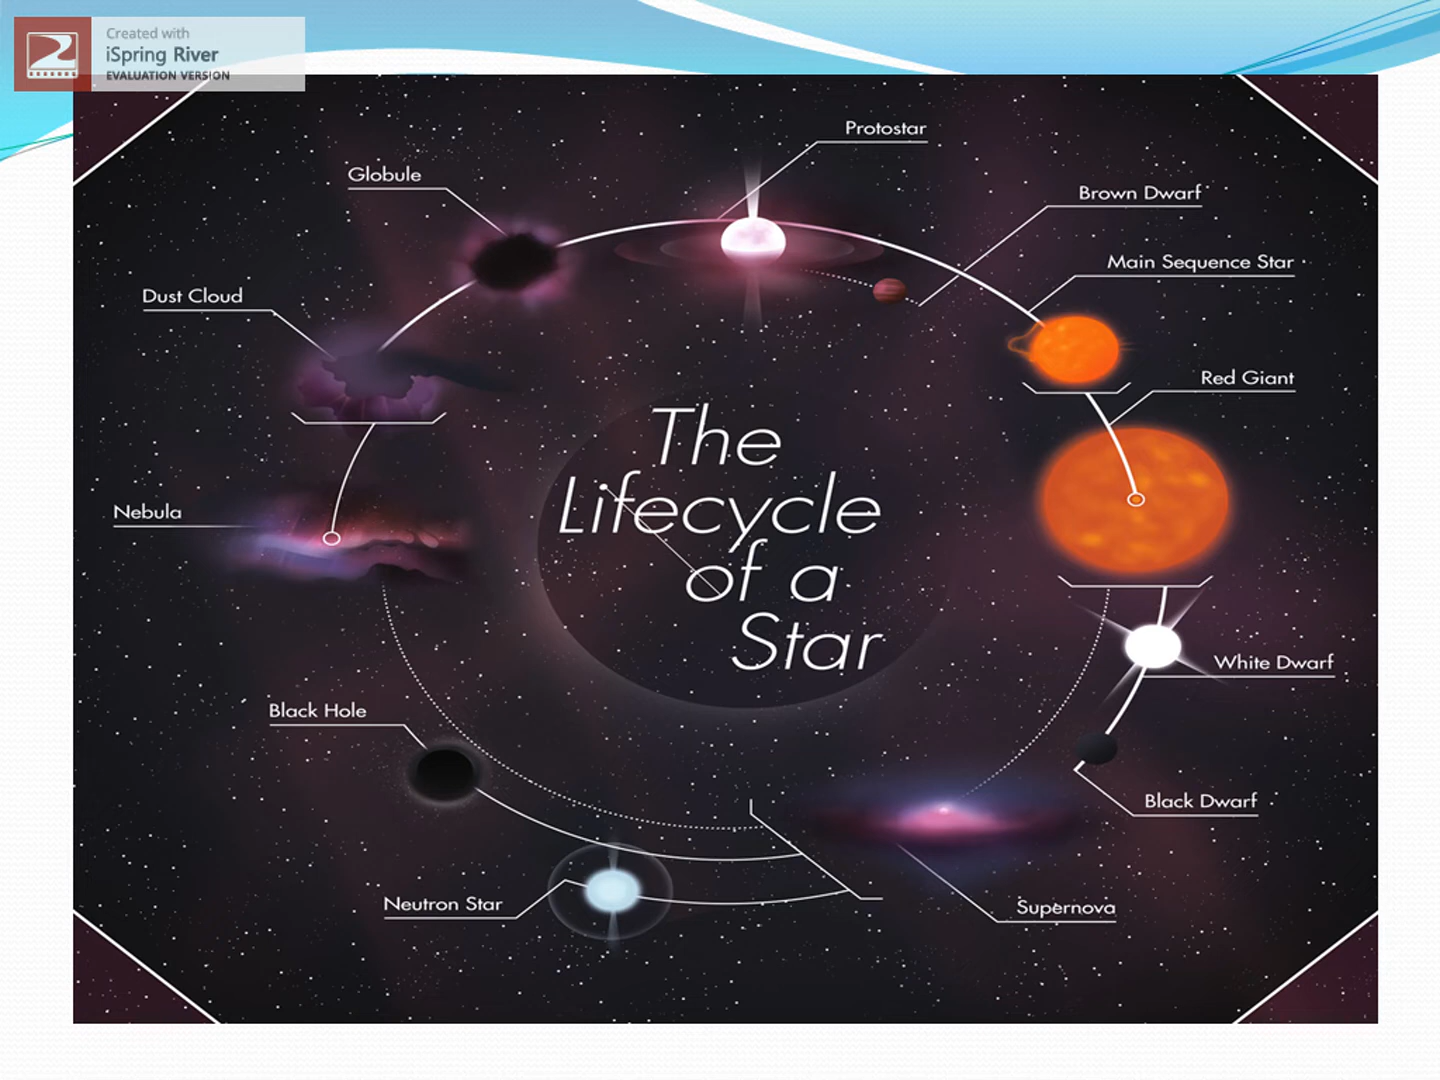 Created with
iSpring River
EVALUATION VERSION
Protostar
Globule
Brown Dwarf
Main Sequence Star
Dust Cloud
Red Giant
The
Lifecycle
of a
Star
Nebula
White Dwarf
Black Hole
Black Dwarf
Neutron Star
Supernova